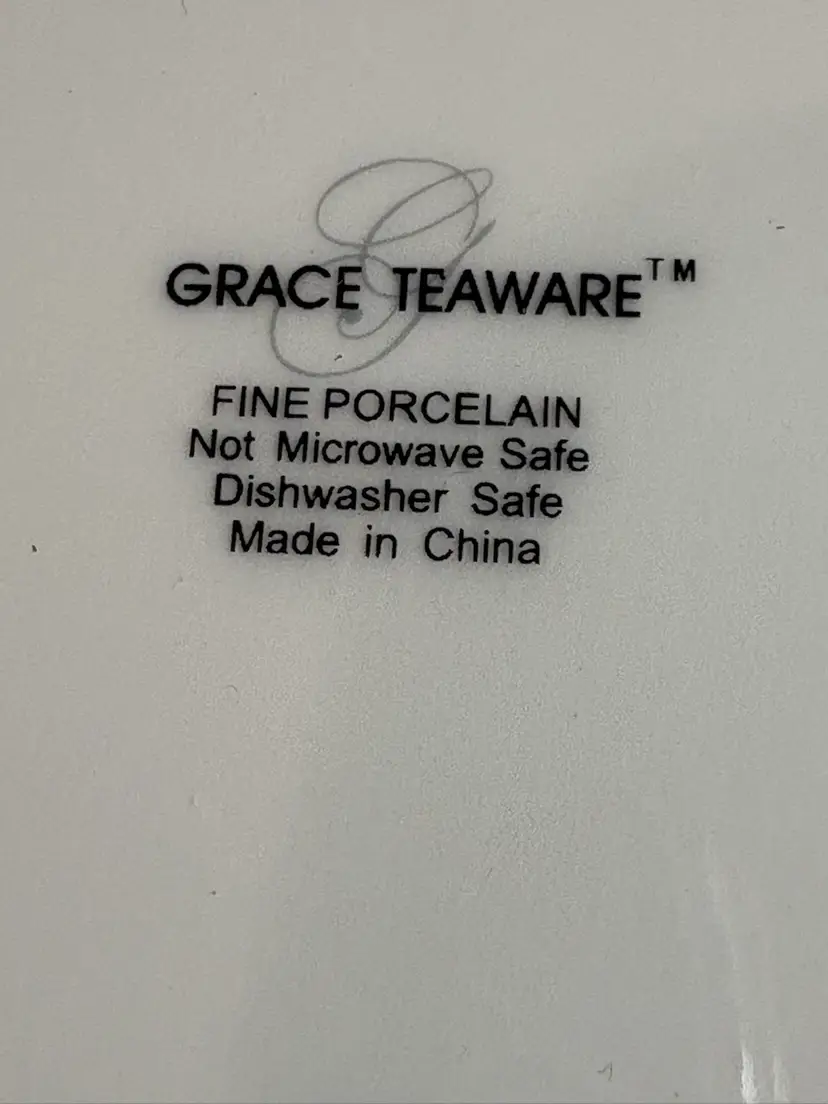 G
GRACE TEAWARE™
FINE PORCELAIN
Not Microwave Safe
Dishwasher Safe
Made in China